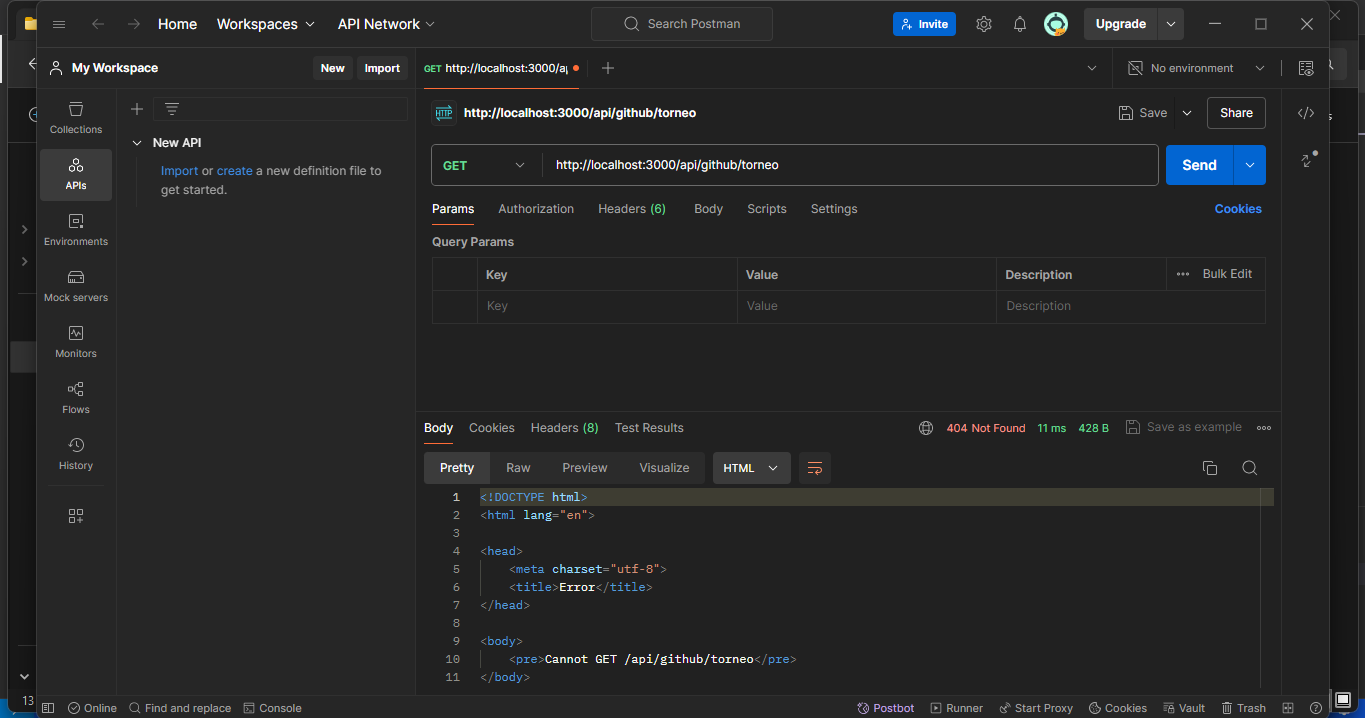 Home Workspaces API Network Search Postman Invite Upgrade
My Workspace New Import GET http://localhost:3000/a No environment
http://localhost:3000/api/github/torneo Save Share
GET http://localhost:3000/api/github/torneo Send
Params Authorization Headers (6) Body Scripts Settings Cookies
Query Params
Key Value Description Bulk Edit
Key Value Description
Collections
APIs
Environments
Mock servers
Monitors
Flows
History
New API
Import or create a new definition file to
get started.
Body Cookies Headers (8) Test Results 404 Not Found 11 ms 428 B Save as example
Pretty Raw Preview Visualize HTML
1 <!DOCTYPE html>
2 <html lang="en">
3
4 <head>
5 <meta charset="utf-8">
6 <title>Error</title>
7 </head>
8
9 <body>
10 <pre>Cannot GET /api/github/torneo</pre>
11 </body>
13
Online Find and replace Console Postbot Runner Start Proxy Cookies Vault Trash